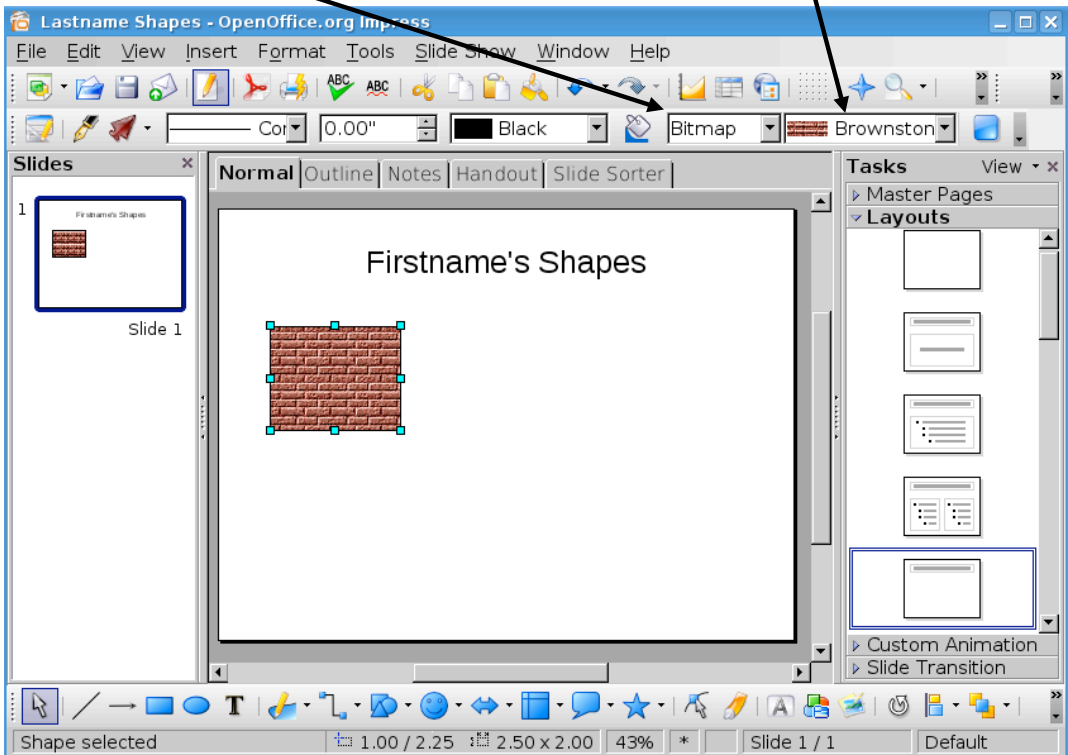 Lastname Shapes - OpenOffice.org Impress
File Edit View Insert Format Tools Slide Show Window Help
ABC ABC
Cor 0.00" Black Bitmap Brownston
Slides
Normal Outline Notes Handout Slide Sorter
Tasks View
Master Pages
Layouts
1
Firstname's Shapes
Slide 1
Firstname's Shapes
Custom Animation
Slide Transition
T A
Shape selected 1.00 / 2.25 2.50 x 2.00 43% * Slide 1 / 1 Default